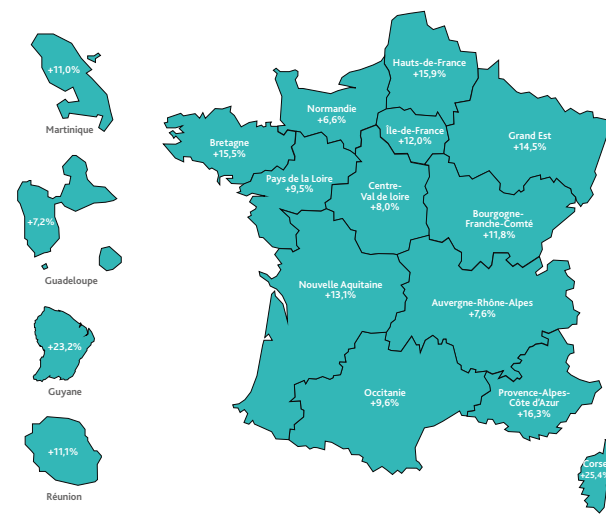 +11,0%
Martinique
+7,2%
Guadeloupe
+23,2%
Guyane
+11,1%
Réunion
Hauts-de-France
+15,9%
Normandie
+6,6%
Île-de-France
+12,0%
Grand Est
+14,5%
Bretagne
+15,5%
Pays de la Loire
+9,5%
Centre-
Val de loire
+8,0%
Bourgogne-
Franche-Comté
+11,8%
Nouvelle Aquitaine
+13,1%
Auvergne-Rhône-Alpes
+7,6%
Occitanie
+9,6%
Provence-Alpes-
Côte d'Azur
+16,3%
Corse
+25,4%